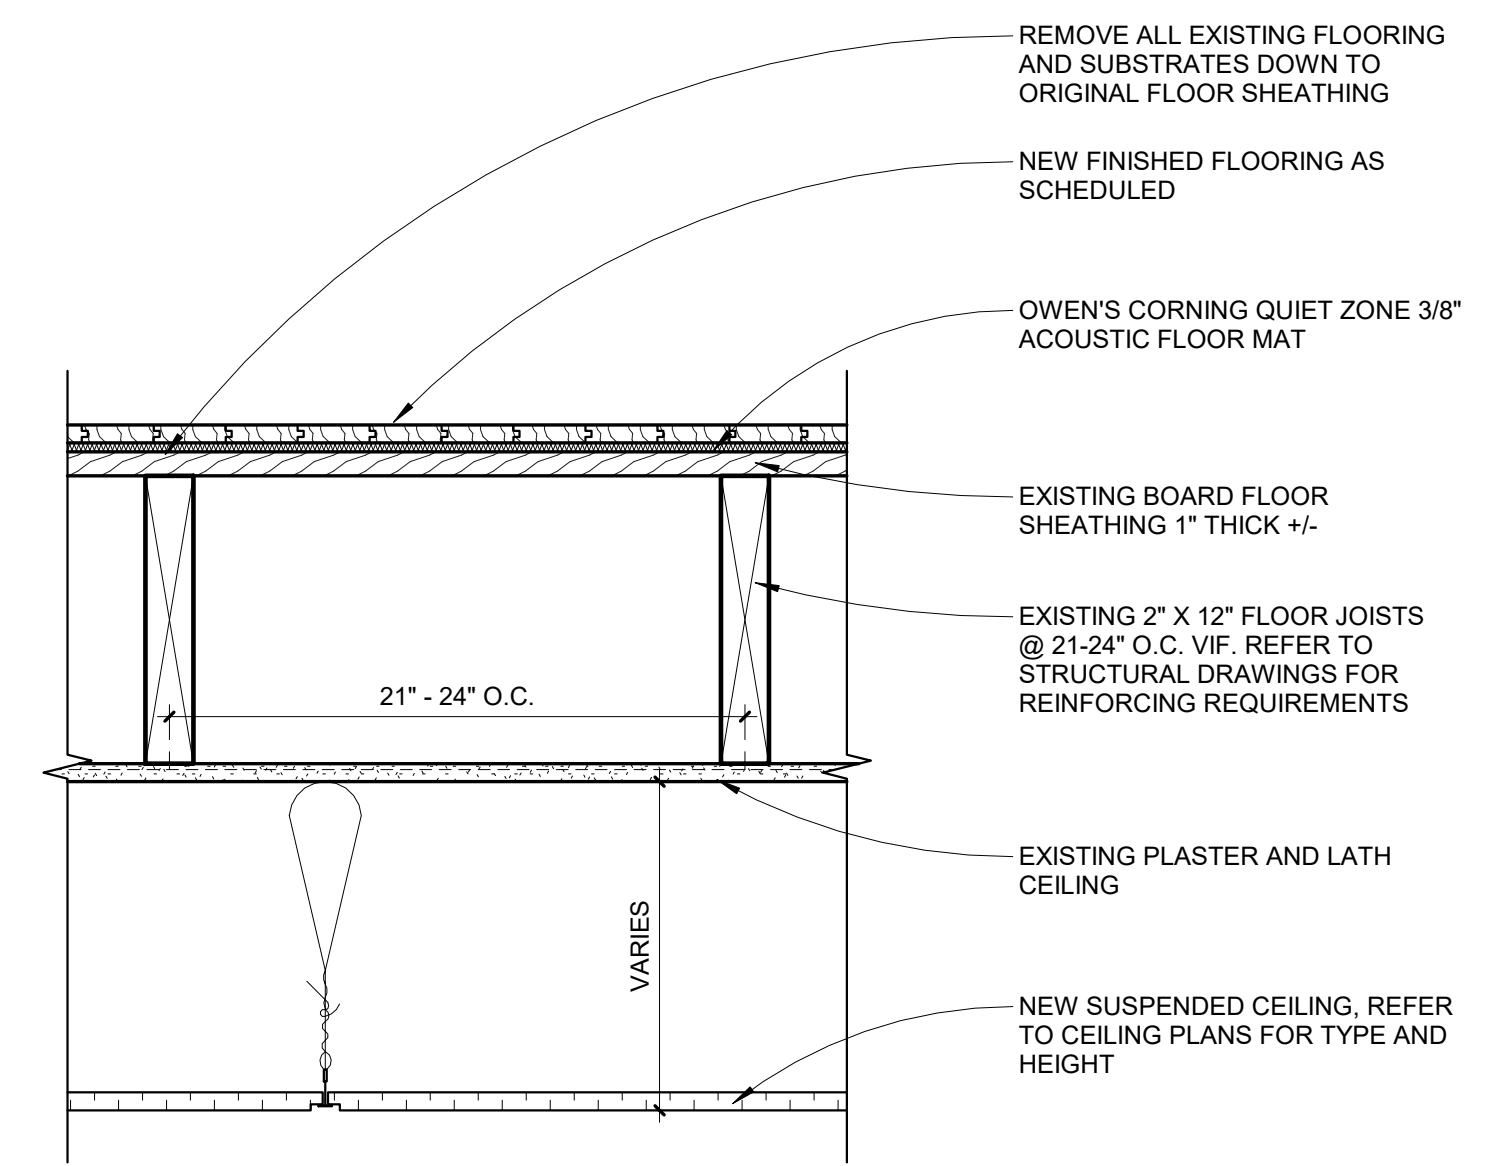 REMOVE ALL EXISTING FLOORING
AND SUBSTRATES DOWN TO
ORIGINAL FLOOR SHEATHING
NEW FINISHED FLOORING AS
SCHEDULED
OWEN'S CORNING QUIET ZONE 3/8"
ACOUSTIC FLOOR MAT
EXISTING BOARD FLOOR
SHEATHING 1" THICK +/-
EXISTING 2" X 12" FLOOR JOISTS
@ 21-24" O.C. VIF. REFER TO
STRUCTURAL DRAWINGS FOR
REINFORCING REQUIREMENTS
21" - 24" O.C.
EXISTING PLASTER AND LATH
CEILING
VARIES
NEW SUSPENDED CEILING, REFER
TO CEILING PLANS FOR TYPE AND
HEIGHT